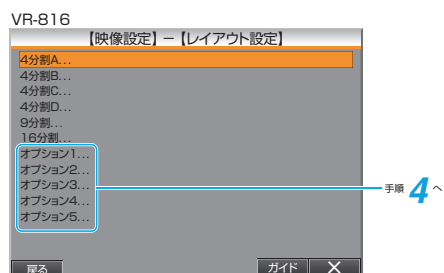 VR-816
【映像設定】－【レイアウト設定】
4分割A...
4分割B...
4分割C...
4分割D...
9分割...
16分割...
オプション1...
オプション2...
オプション3...
オプション4...
オプション5...
手順 4 へ
戻る ガイド ✕